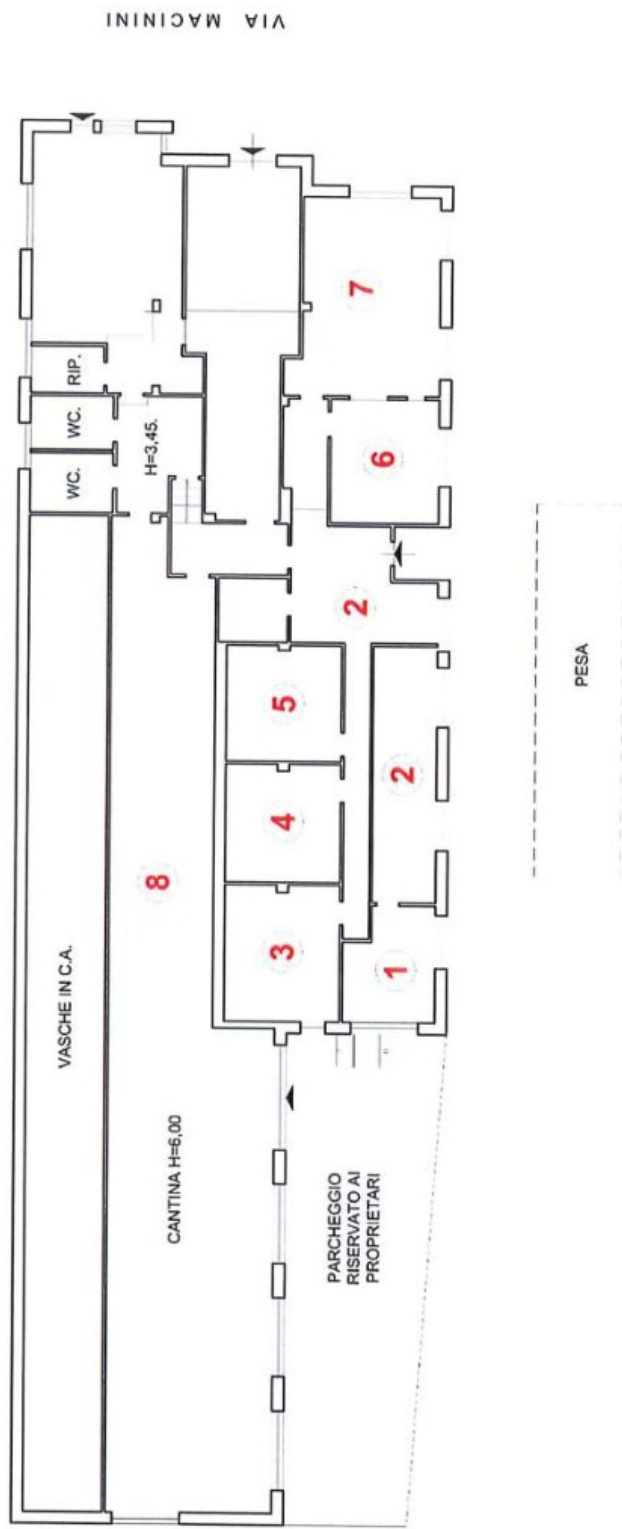 VIA MACININI
RIP.
WC.
WC.
H=3,45.
7
6
2
5
2
4
3
1
8
VASCHE IN C.A.
CANTINA H=6,00
PARCHEGGIO
RISERVATO AI
PROPRIETARI
PESA